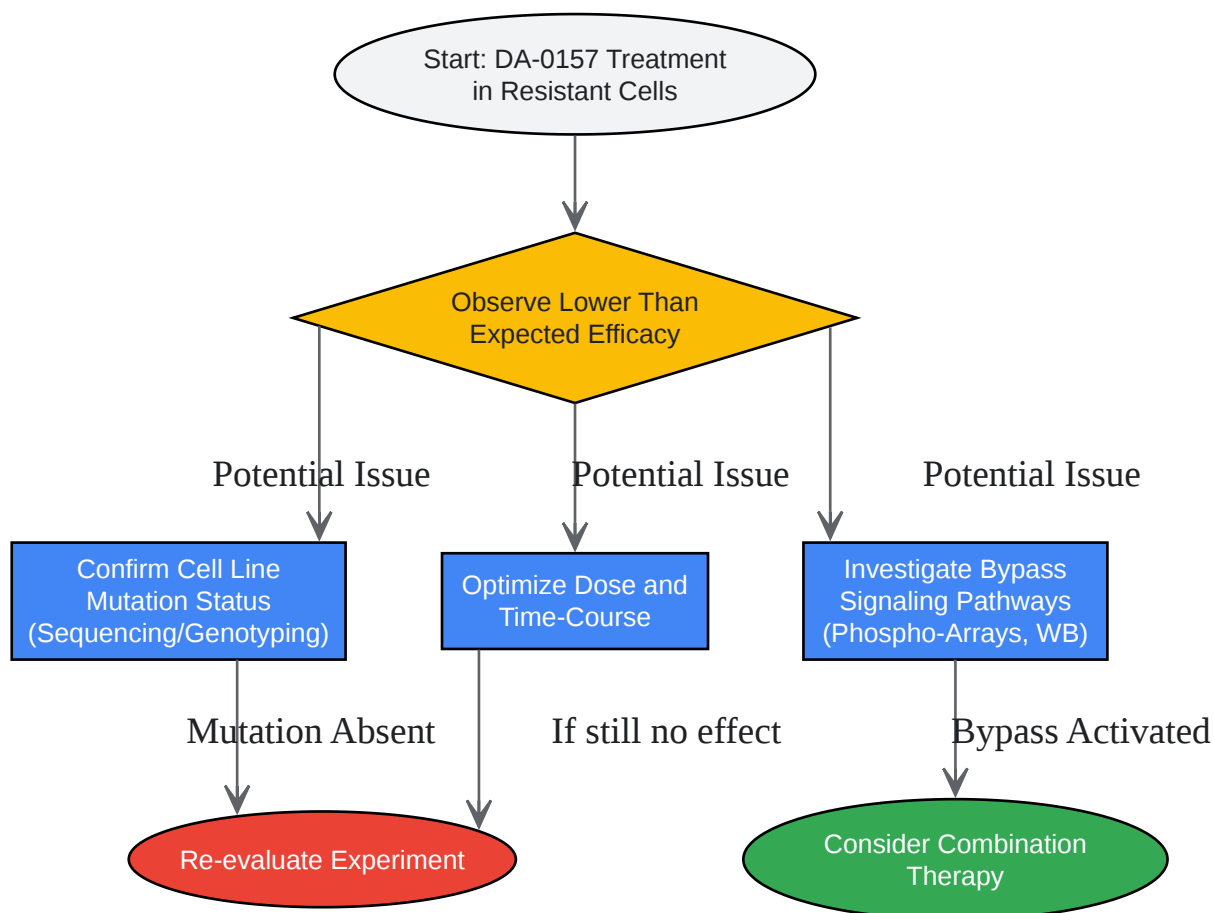 Start: DA-0157 Treatment
in Resistant Cells
Observe Lower Than
Expected Efficacy
Potential Issue
Potential Issue
Potential Issue
Confirm Cell Line
Mutation Status
(Sequencing/Genotyping)
Optimize Dose and
Time-Course
Investigate Bypass
Signaling Pathways
(Phospho-Arrays, WB)
Mutation Absent
If still no effect
Bypass Activated
Re-evaluate Experiment
Consider Combination
Therapy